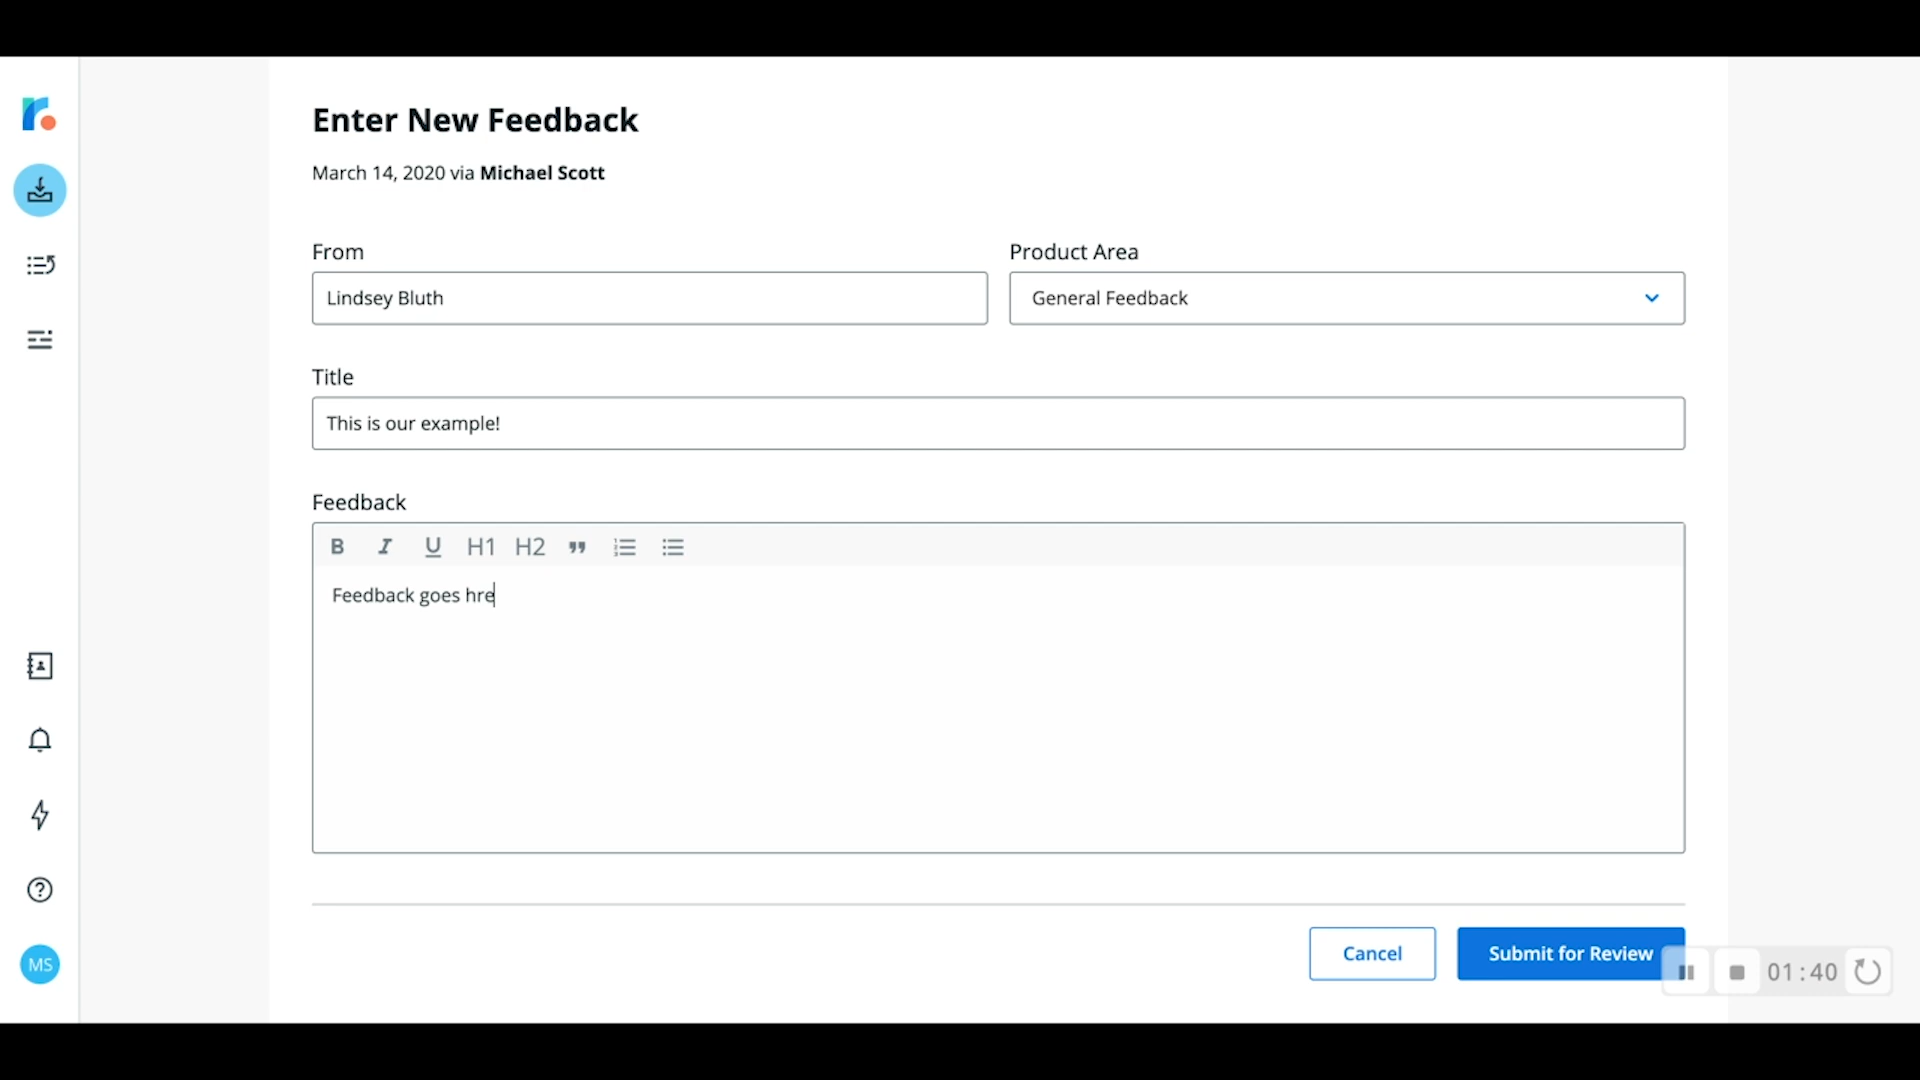 Enter New Feedback
March 14, 2020 via Michael Scott
From
Product Area
Lindsey Bluth
General Feedback
Title
This is our example!
Feedback
B I U H1 H2
Feedback goes hre
Cancel
Submit for Review
01:40
MS